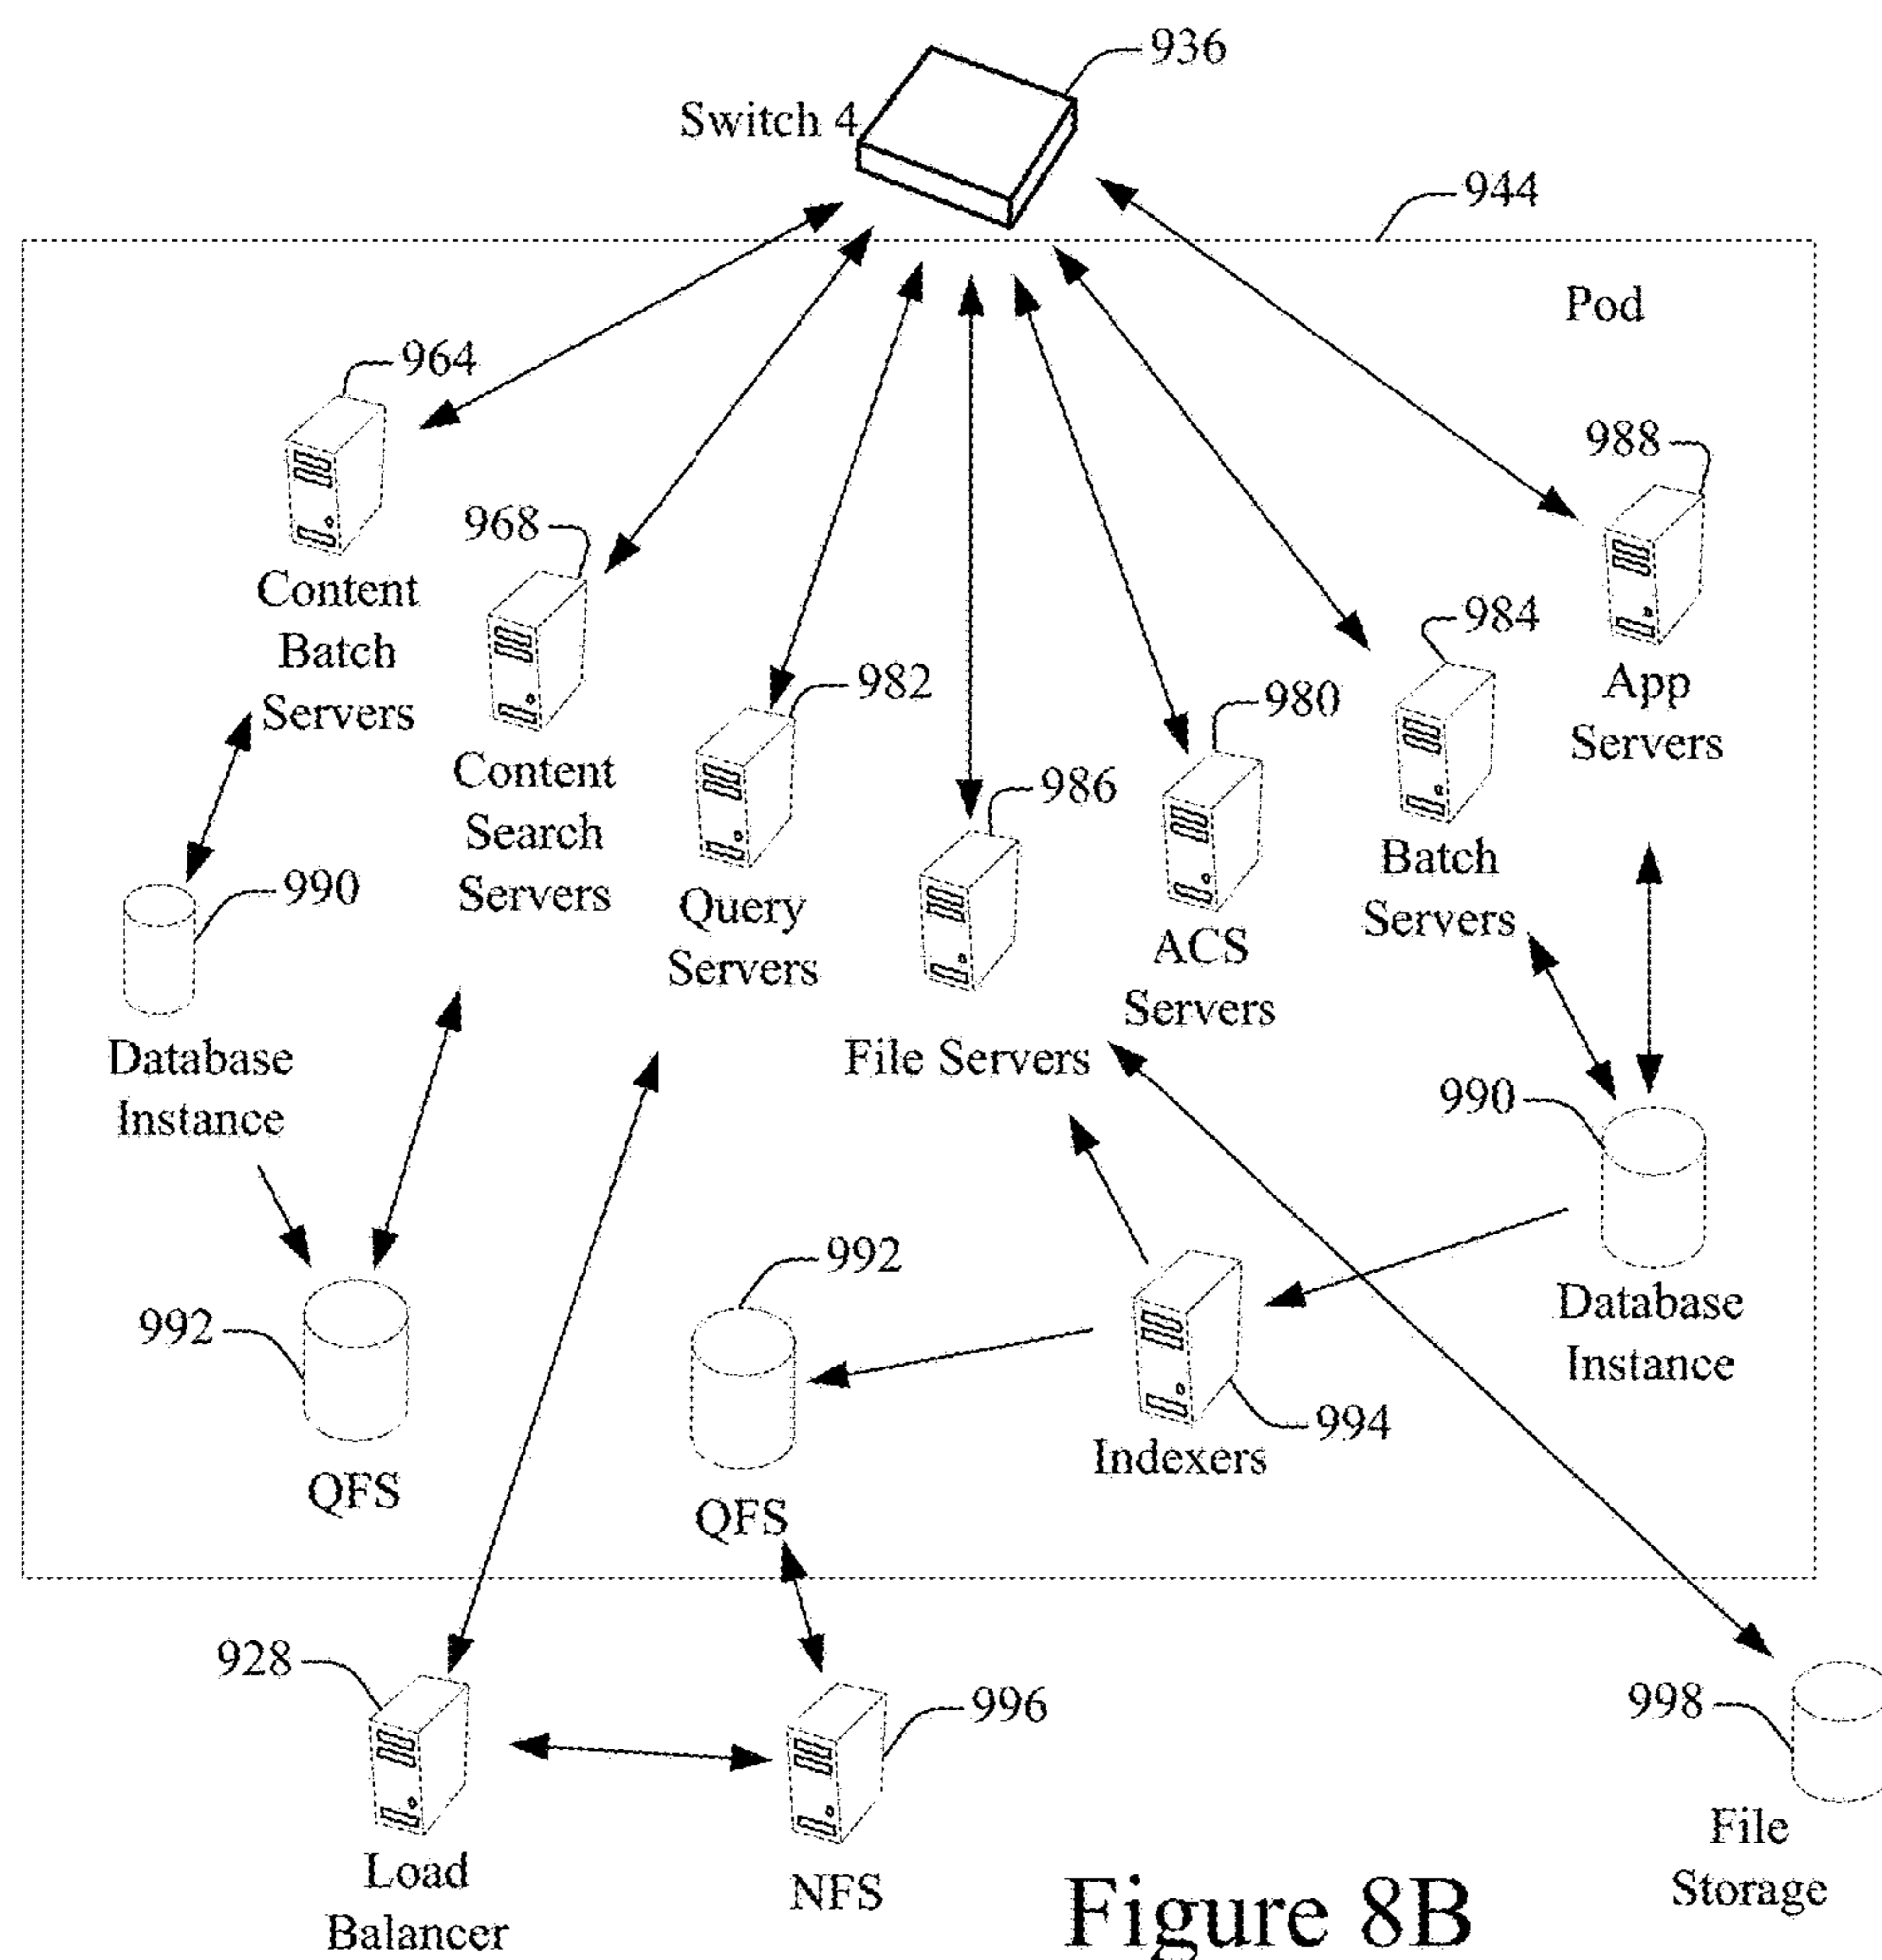 936
Switch 4
944
Pod
964
Content
Batch
Servers
968
Content
Search
Servers
982
Query
Servers
986
File Servers
980
ACS
Servers
984
Batch
Servers
988
App
Servers
990
Database
Instance
990
Database
Instance
992
QFS
992
QFS
994
Indexers
928
Load
Balancer
996
NFS
998
File
Storage
Figure 8B